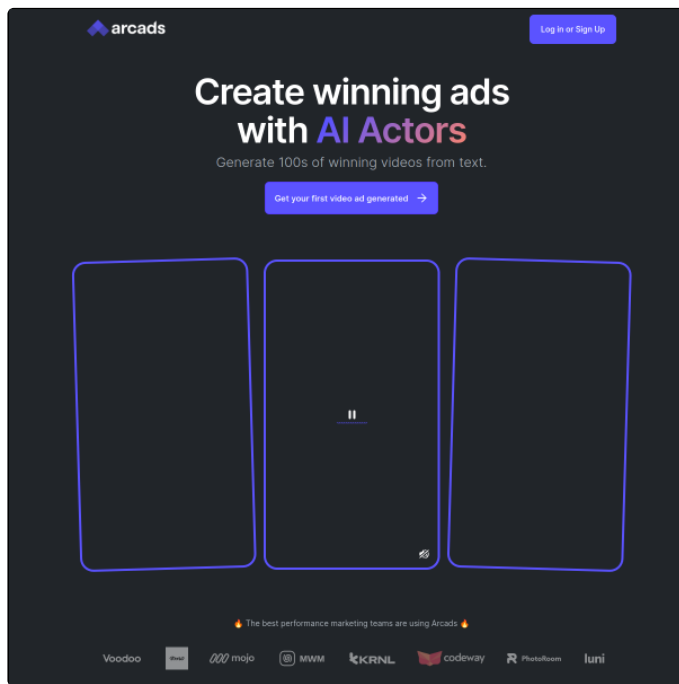 arcads
Log in or Sign Up
Create winning ads
with AI Actors
Generate 100s of winning videos from text.
Get your first video ad generated
🔥 The best performance marketing teams are using Arcads 🔥
Voodoo
mojo
MWM
KRNL
codeway
PhotoRoom
luni